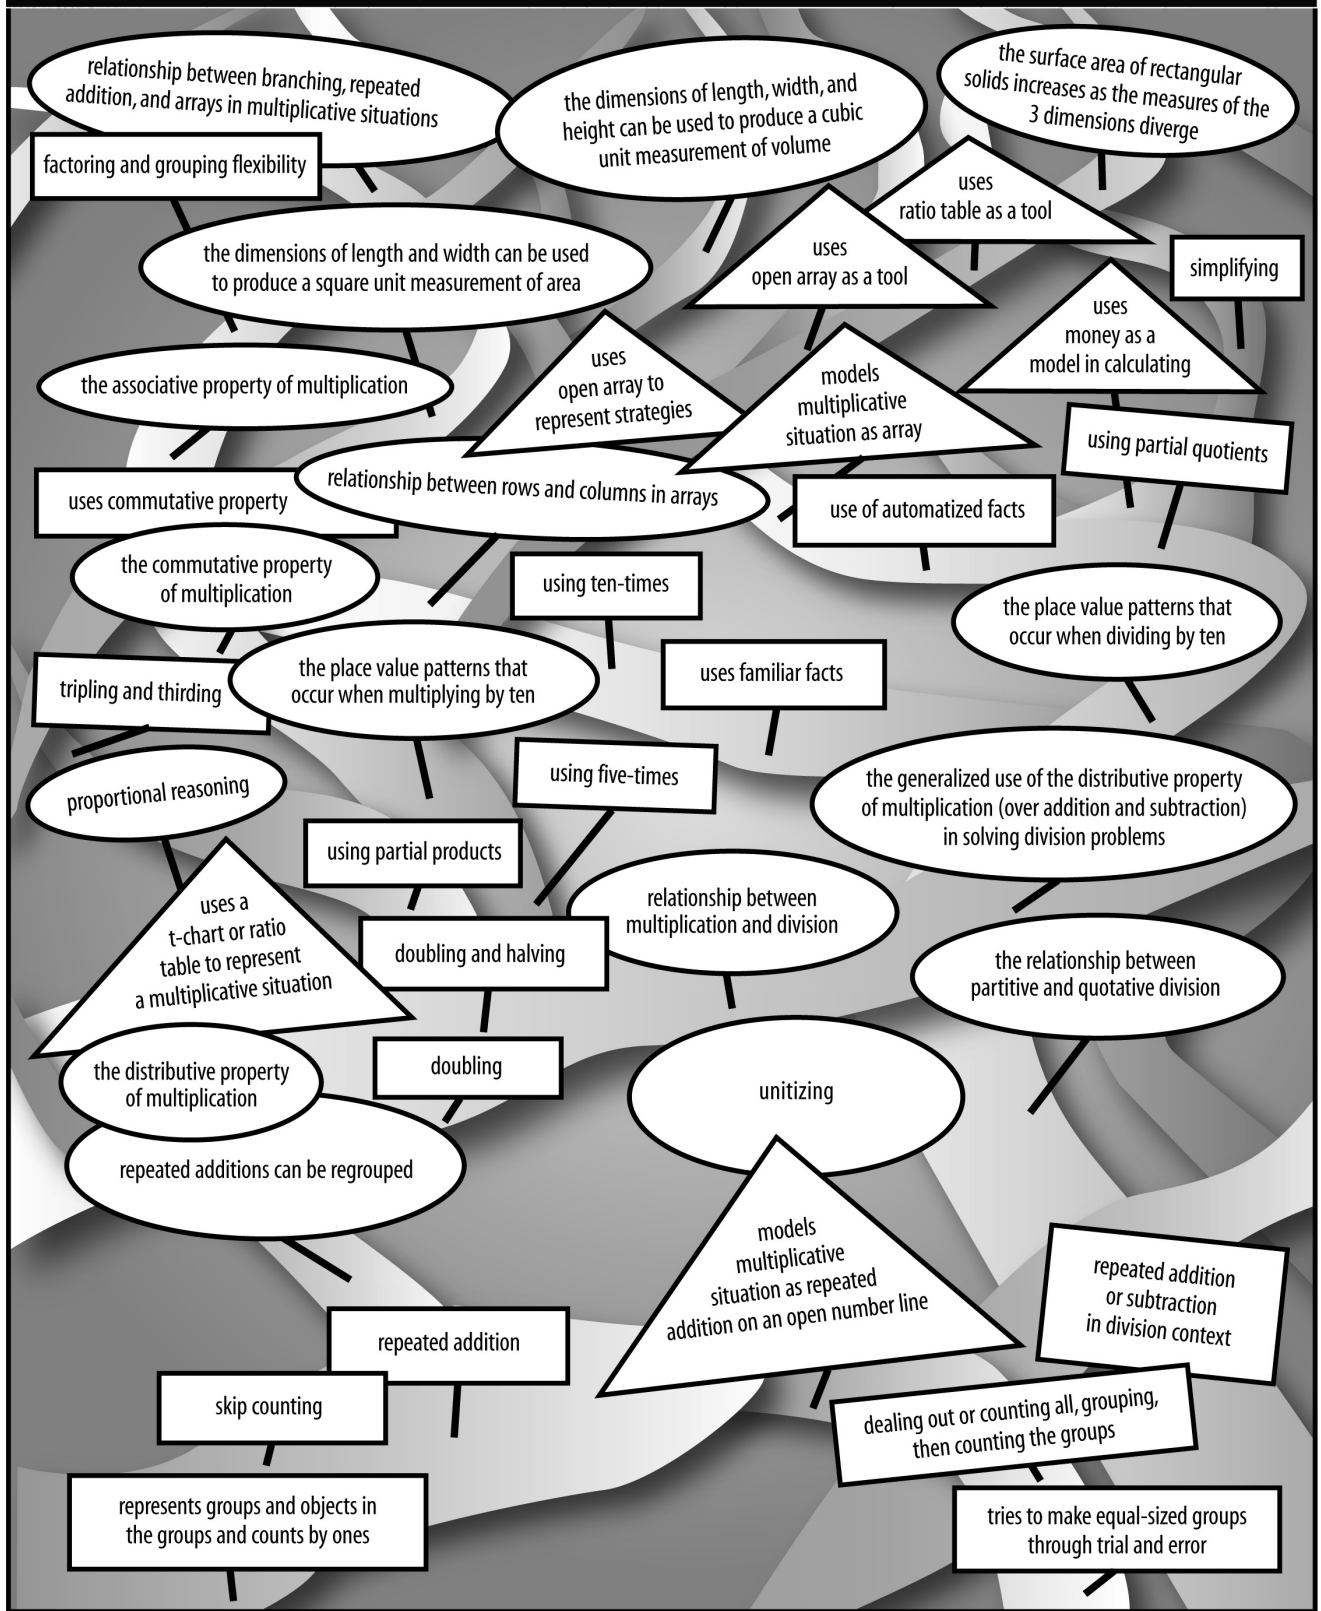 relationship between branching, repeated
addition, and arrays in multiplicative situations
the dimensions of length, width, and
height can be used to produce a cubic
unit measurement of volume
the surface area of rectangular
solids increases as the measures of the
3 dimensions diverge
factoring and grouping flexibility
uses
ratio table as a tool
the dimensions of length and width can be used
to produce a square unit measurement of area
uses
open array as a tool
simplifying
uses
money as a
model in calculating
the associative property of multiplication
uses
open array to
represent strategies
models
multiplicative
situation as array
using partial quotients
uses commutative property
relationship between rows and columns in arrays
use of automatized facts
the commutative property
of multiplication
using ten-times
the place value patterns that
occur when dividing by ten
tripling and thirding
the place value patterns that
occur when multiplying by ten
uses familiar facts
proportional reasoning
using five-times
the generalized use of the distributive property
of multiplication (over addition and subtraction)
in solving division problems
using partial products
uses a
t-chart or ratio
table to represent
a multiplicative situation
relationship between
multiplication and division
doubling and halving
the relationship between
partitive and quotative division
the distributive property
of multiplication
doubling
unitizing
repeated additions can be regrouped
models
multiplicative
situation as repeated
addition on an open number line
repeated addition
or subtraction
in division context
repeated addition
skip counting
dealing out or counting all, grouping,
then counting the groups
represents groups and objects in
the groups and counts by ones
tries to make equal-sized groups
through trial and error